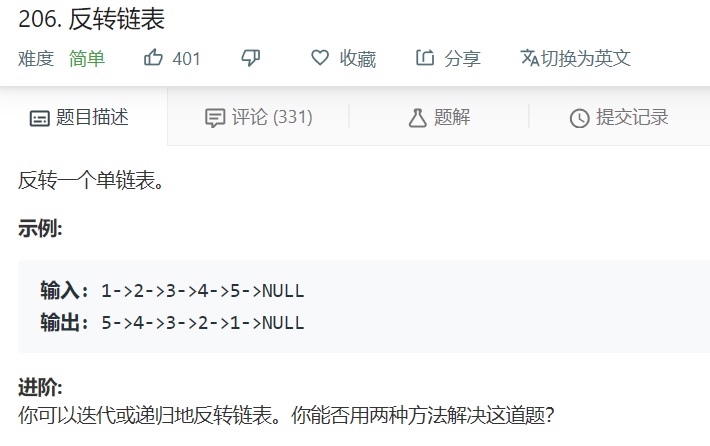 206. 反转链表
难度 简单 401 收藏 分享 切换为英文
题目描述 评论 (331) 题解 提交记录
反转一个单链表。
示例:
输入: 1->2->3->4->5->NULL
输出: 5->4->3->2->1->NULL
进阶:
你可以迭代或递归地反转链表。你能否用两种方法解决这道题?